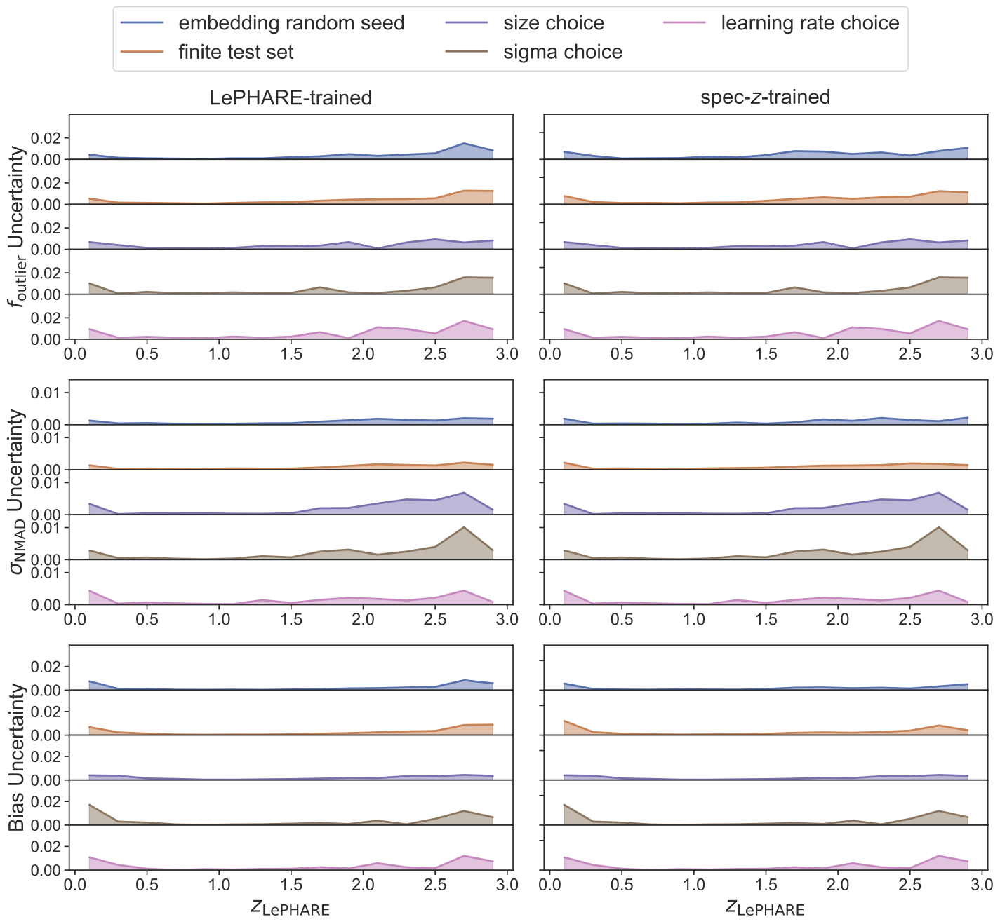 embedding random seed
size choice
learning rate choice
finite test set
sigma choice
LePHARE-trained
spec-z-trained
f_outlier Uncertainty
0.02
0.00
0.02
0.00
0.02
0.00
0.02
0.00
0.02
0.00
0.0 0.5 1.0 1.5 2.0 2.5 3.0
0.0 0.5 1.0 1.5 2.0 2.5 3.0
σ_NMAD Uncertainty
0.01
0.00
0.01
0.00
0.01
0.00
0.01
0.00
0.01
0.00
0.0 0.5 1.0 1.5 2.0 2.5 3.0
0.0 0.5 1.0 1.5 2.0 2.5 3.0
Bias Uncertainty
0.02
0.00
0.02
0.00
0.02
0.00
0.02
0.00
0.02
0.00
0.0 0.5 1.0 1.5 2.0 2.5 3.0
0.0 0.5 1.0 1.5 2.0 2.5 3.0
z_LePHARE
z_LePHARE